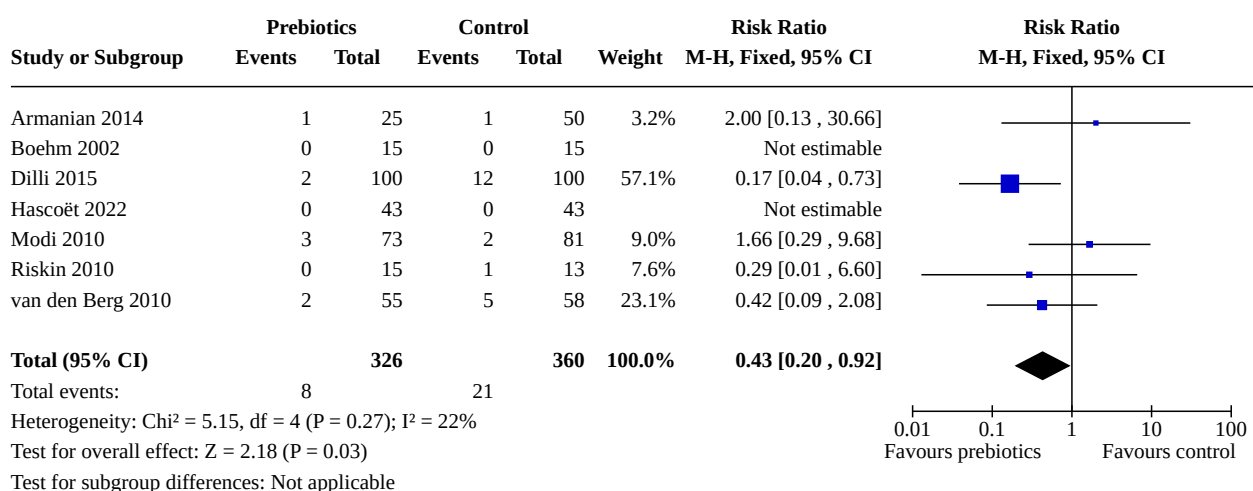 Prebiotics Control Risk Ratio Risk Ratio
Study or Subgroup Events Total Events Total Weight M-H, Fixed, 95% CI M-H, Fixed, 95% CI
Armanian 2014 1 25 1 50 3.2% 2.00 [0.13 , 30.66]
Boehm 2002 0 15 0 15 Not estimable
Dilli 2015 2 100 12 100 57.1% 0.17 [0.04 , 0.73]
Hascoët 2022 0 43 0 43 Not estimable
Modi 2010 3 73 2 81 9.0% 1.66 [0.29 , 9.68]
Riskin 2010 0 15 1 13 7.6% 0.29 [0.01 , 6.60]
van den Berg 2010 2 55 5 58 23.1% 0.42 [0.09 , 2.08]
Total (95% CI) 326 360 100.0% 0.43 [0.20 , 0.92]
Total events: 8 21
Heterogeneity: Chi² = 5.15, df = 4 (P = 0.27); I² = 22%
Test for overall effect: Z = 2.18 (P = 0.03)
Test for subgroup differences: Not applicable
0.01 0.1 1 10 100
Favours prebiotics Favours control